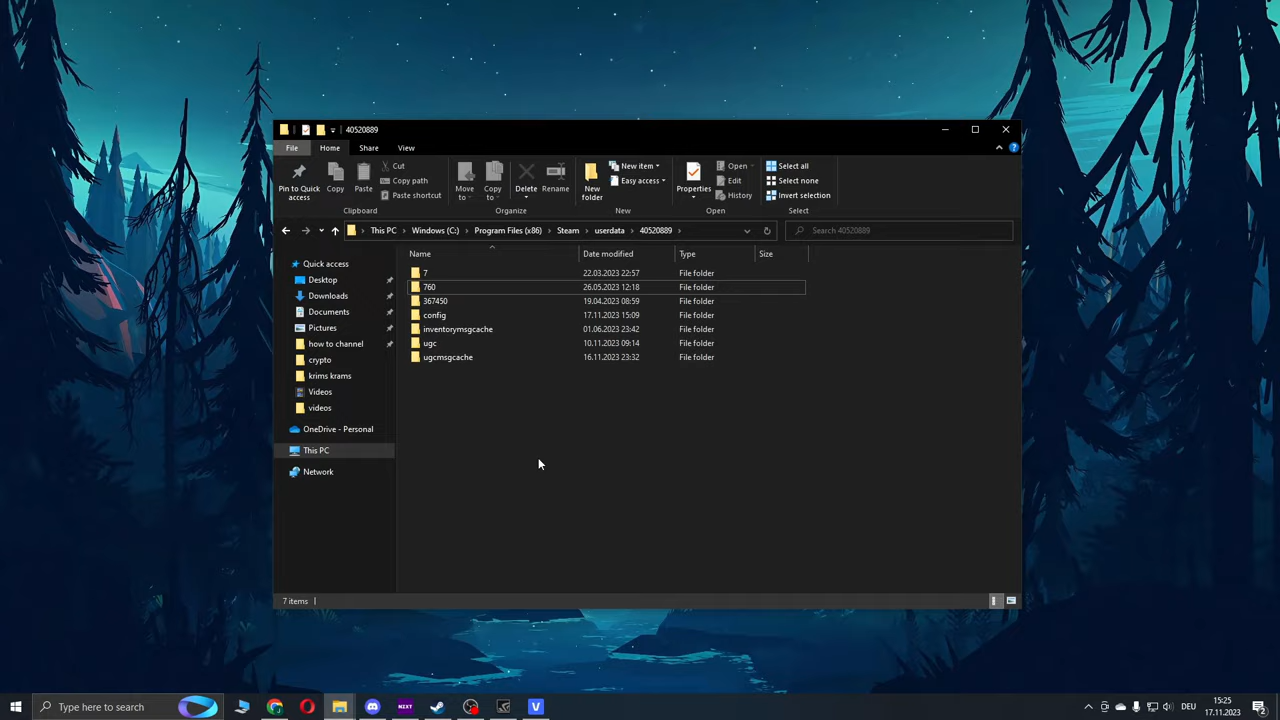 40520889
File Home Share View
Pin to Quick access
Copy
Paste
Cut
Copy path
Paste shortcut
Clipboard
Move to
Copy to
Delete
Rename
Organize
New folder
New item
Easy access
New
Properties
Open
Edit
History
Open
Select all
Select none
Invert selection
Select
This PC Windows (C:) Program Files (x86) Steam userdata 40520889
Search 40520889
Name Date modified Type Size
7 22.03.2023 22:57 File folder
760 26.05.2023 12:18 File folder
367450 19.04.2023 08:59 File folder
config 17.11.2023 15:09 File folder
inventorymsgcache 01.06.2023 23:42 File folder
ugc 10.11.2023 09:14 File folder
ugcmsgcache 16.11.2023 23:32 File folder
Quick access
Desktop
Downloads
Documents
Pictures
how to channel
crypto
krims krams
Videos
videos
OneDrive - Personal
This PC
Network
7 items
Type here to search
NIXT
V
DEU
15:25
17.11.2023
2